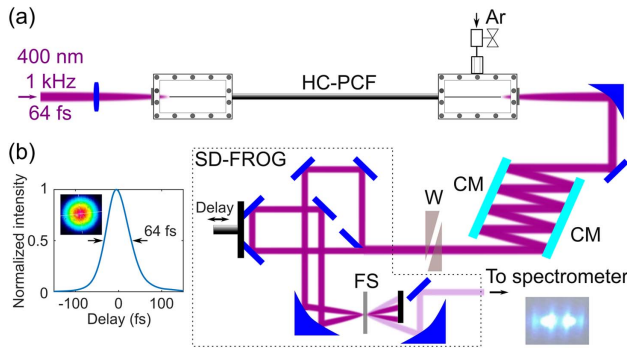 (a)
Ar
400 nm
1 kHz
64 fs
HC-PCF
(b)
SD-FROG
W
CM
CM
Delay
FS
To spectrometer
Normalized intensity
1
0.5
0
64 fs
-100
0
100
Delay (fs)